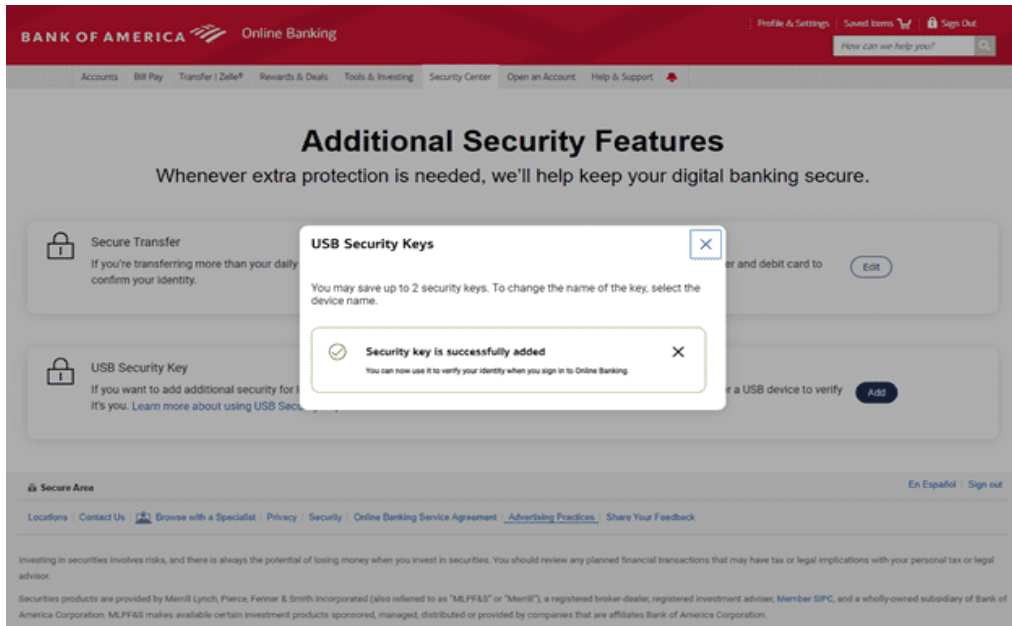 Profile & Settings Saved Items Sign Out
BANK OF AMERICA Online Banking
How can we help you?
Accounts Bill Pay Transfer | Zelle® Rewards & Deals Tools & Investing Security Center Open an Account Help & Support
Additional Security Features
Whenever extra protection is needed, we'll help keep your digital banking secure.
Secure Transfer
If you're transferring more than your daily
er and debit card to
confirm your identity.
Edit
USB Security Keys
You may save up to 2 security keys. To change the name of the key, select the
device name.
Security key is successfully added
You can now use it to verify your identity when you sign in to Online Banking.
USB Security Key
If you want to add additional security for
r a USB device to verify
it's you. Learn more about using USB Secu
Add
Secure Area
En Español Sign out
Locations Contact Us Browse with a Specialist Privacy Security Online Banking Service Agreement Advertising Practices Share Your Feedback
Investing in securities involves risks, and there is always the potential of losing money when you invest in securities. You should review any planned financial transactions that may have tax or legal implications with your personal tax or legal
advisor.
Securities products are provided by Merrill Lynch, Pierce, Fenner & Smith Incorporated (also referred to as "MLPF&S" or "Merrill"), a registered broker-dealer, registered investment adviser, Member SIPC, and a wholly-owned subsidiary of Bank of
America Corporation. MLPF&S makes available certain investment products sponsored, managed, distributed or provided by companies that are affiliates Bank of America Corporation.